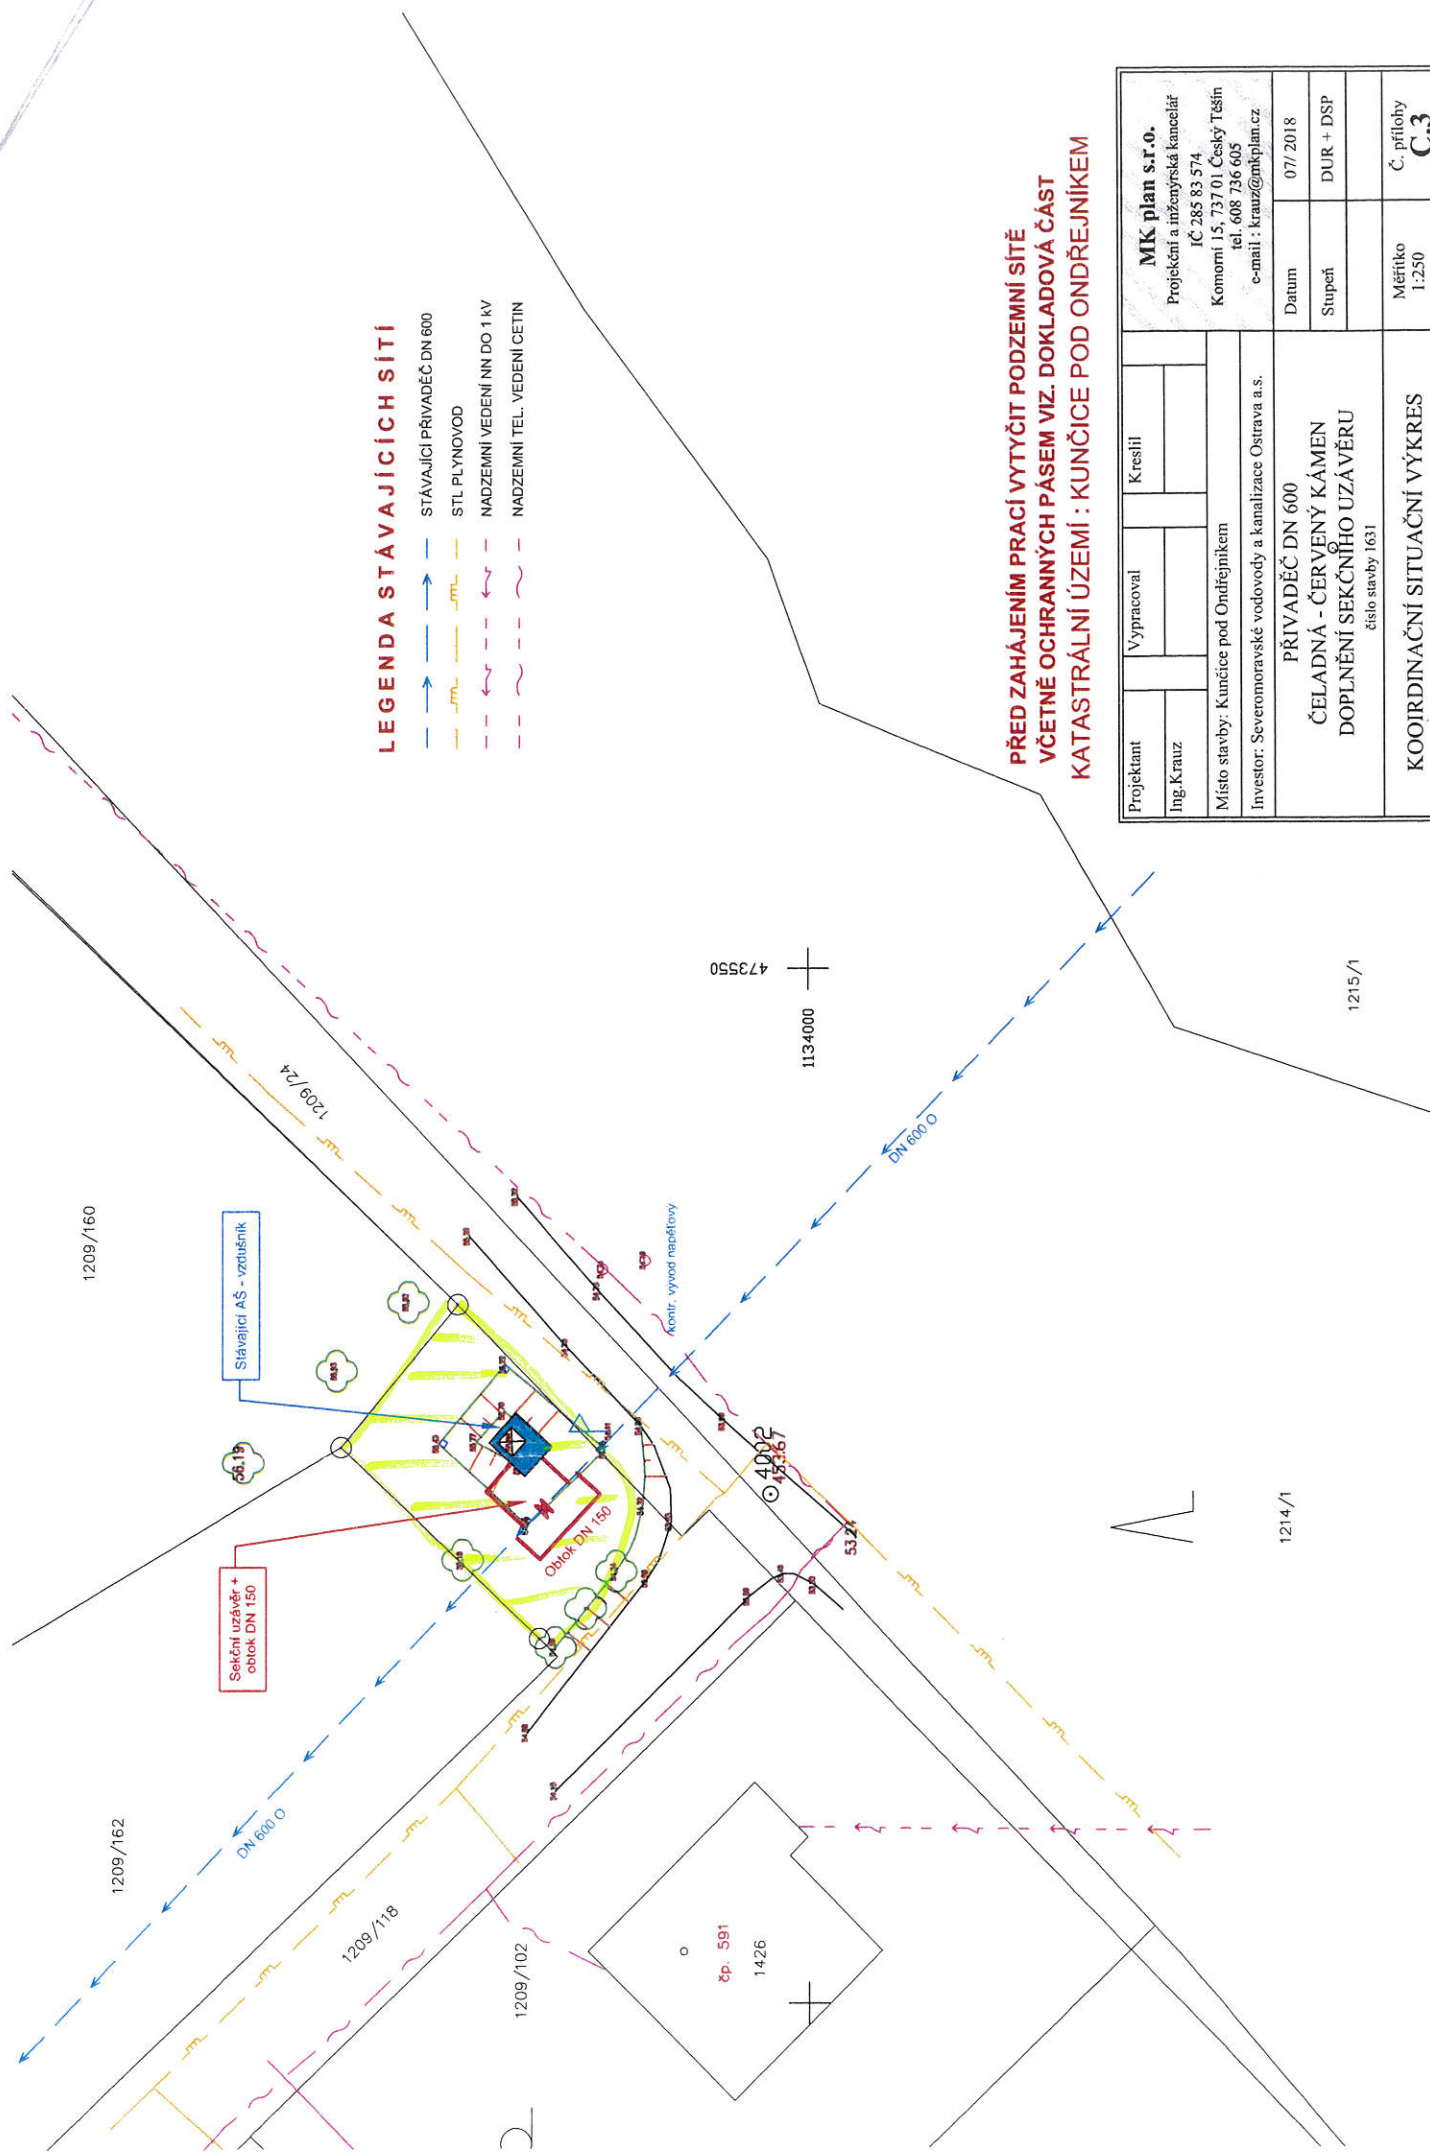 LEGENDA STÁVAJÍCÍCH SÍTÍ
STÁVAJÍCÍ PŘIVADĚČ DN 600
STL PLYNOVOD
NADZEMNÍ VEDENÍ NN DO 1 kV
NADZEMNÍ TEL. VEDENÍ CETIN
PŘED ZAHÁJENÍM PRACÍ VYTYČIT PODZEMNÍ SÍTĚ
VČETNĚ OCHRANNÝCH PÁSEM VIZ. DOKLADOVÁ ČÁST
KATASTRÁLNÍ ÚZEMÍ : KUNČICE POD ONDŘEJNÍKEM
Projektant
Vypracoval
Kreslil
Ing.Krauz
MK plan s.r.o.
Projekční a inženýrská kancelář
IČ 285 83 574
Komorní 15, 737 01 Český Těšín
tel. 608 736 605
e-mail : krauz@mkplan.cz
Místo stavby: Kunčice pod Ondřejníkem
Investor: Severomoravské vodovody a kanalizace Ostrava a.s.
PŘIVADĚČ DN 600
ČELADNÁ - ČERVENÝ KÁMEN
DOPLNĚNÍ SEKČNÍHO UZÁVĚRU
číslo stavby 1631
Datum
07/ 2018
Stupeň
DUR + DSP
KOOIRDINAČNÍ SITUAČNÍ VÝKRES
Měřítko
1:250
Č. přílohy
C.3
1209/160
1209/24
1209/162
1209/118
1209/102
1214/1
1215/1
473550
1134000
Stávající AŠ - vzdušník
Sekční uzávěr +
obtok DN 150
Obtok DN 150
kontr. vývod napěťový
DN 600 O
DN 600 O
56.19
4002
453.67
čp. 591
1426